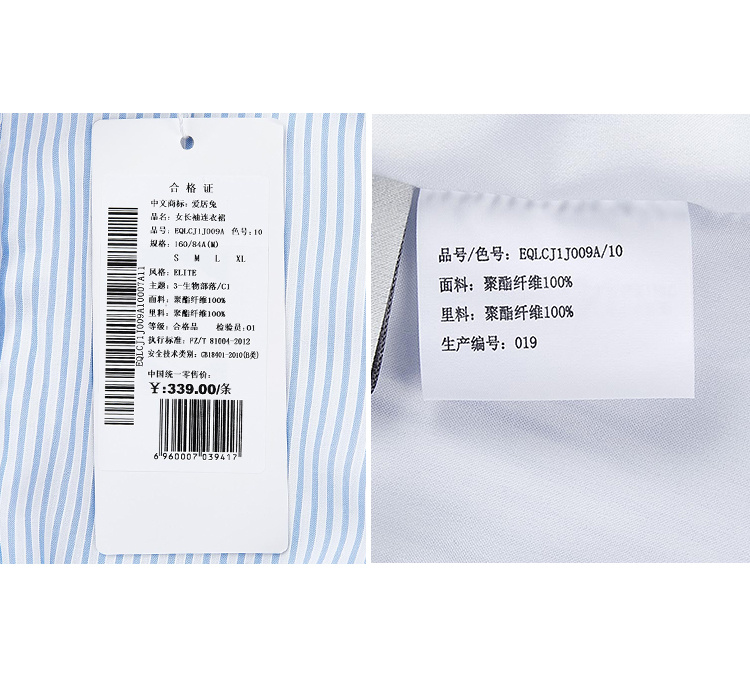 合格证
中文商标：爱居兔
品名：女长袖连衣裙
品号：EQLCJ1J009A 色号：10
规格：160/84A(M)
S M L XL
风格：ELITE
主题：3-生物部落/C1
面料：聚酯纤维100%
里料：聚酯纤维100%
等级：合格品 检验员：01
执行标准：FZ/T 81004-2012
安全技术类别：GB18401-2010(B类)
中国统一零售价：
¥:339.00/条
6960007039417
EQLCJ1J009A10007A11
品号/色号：EQLCJ1J009A/10
面料：聚酯纤维100%
里料：聚酯纤维100%
生产编号：019